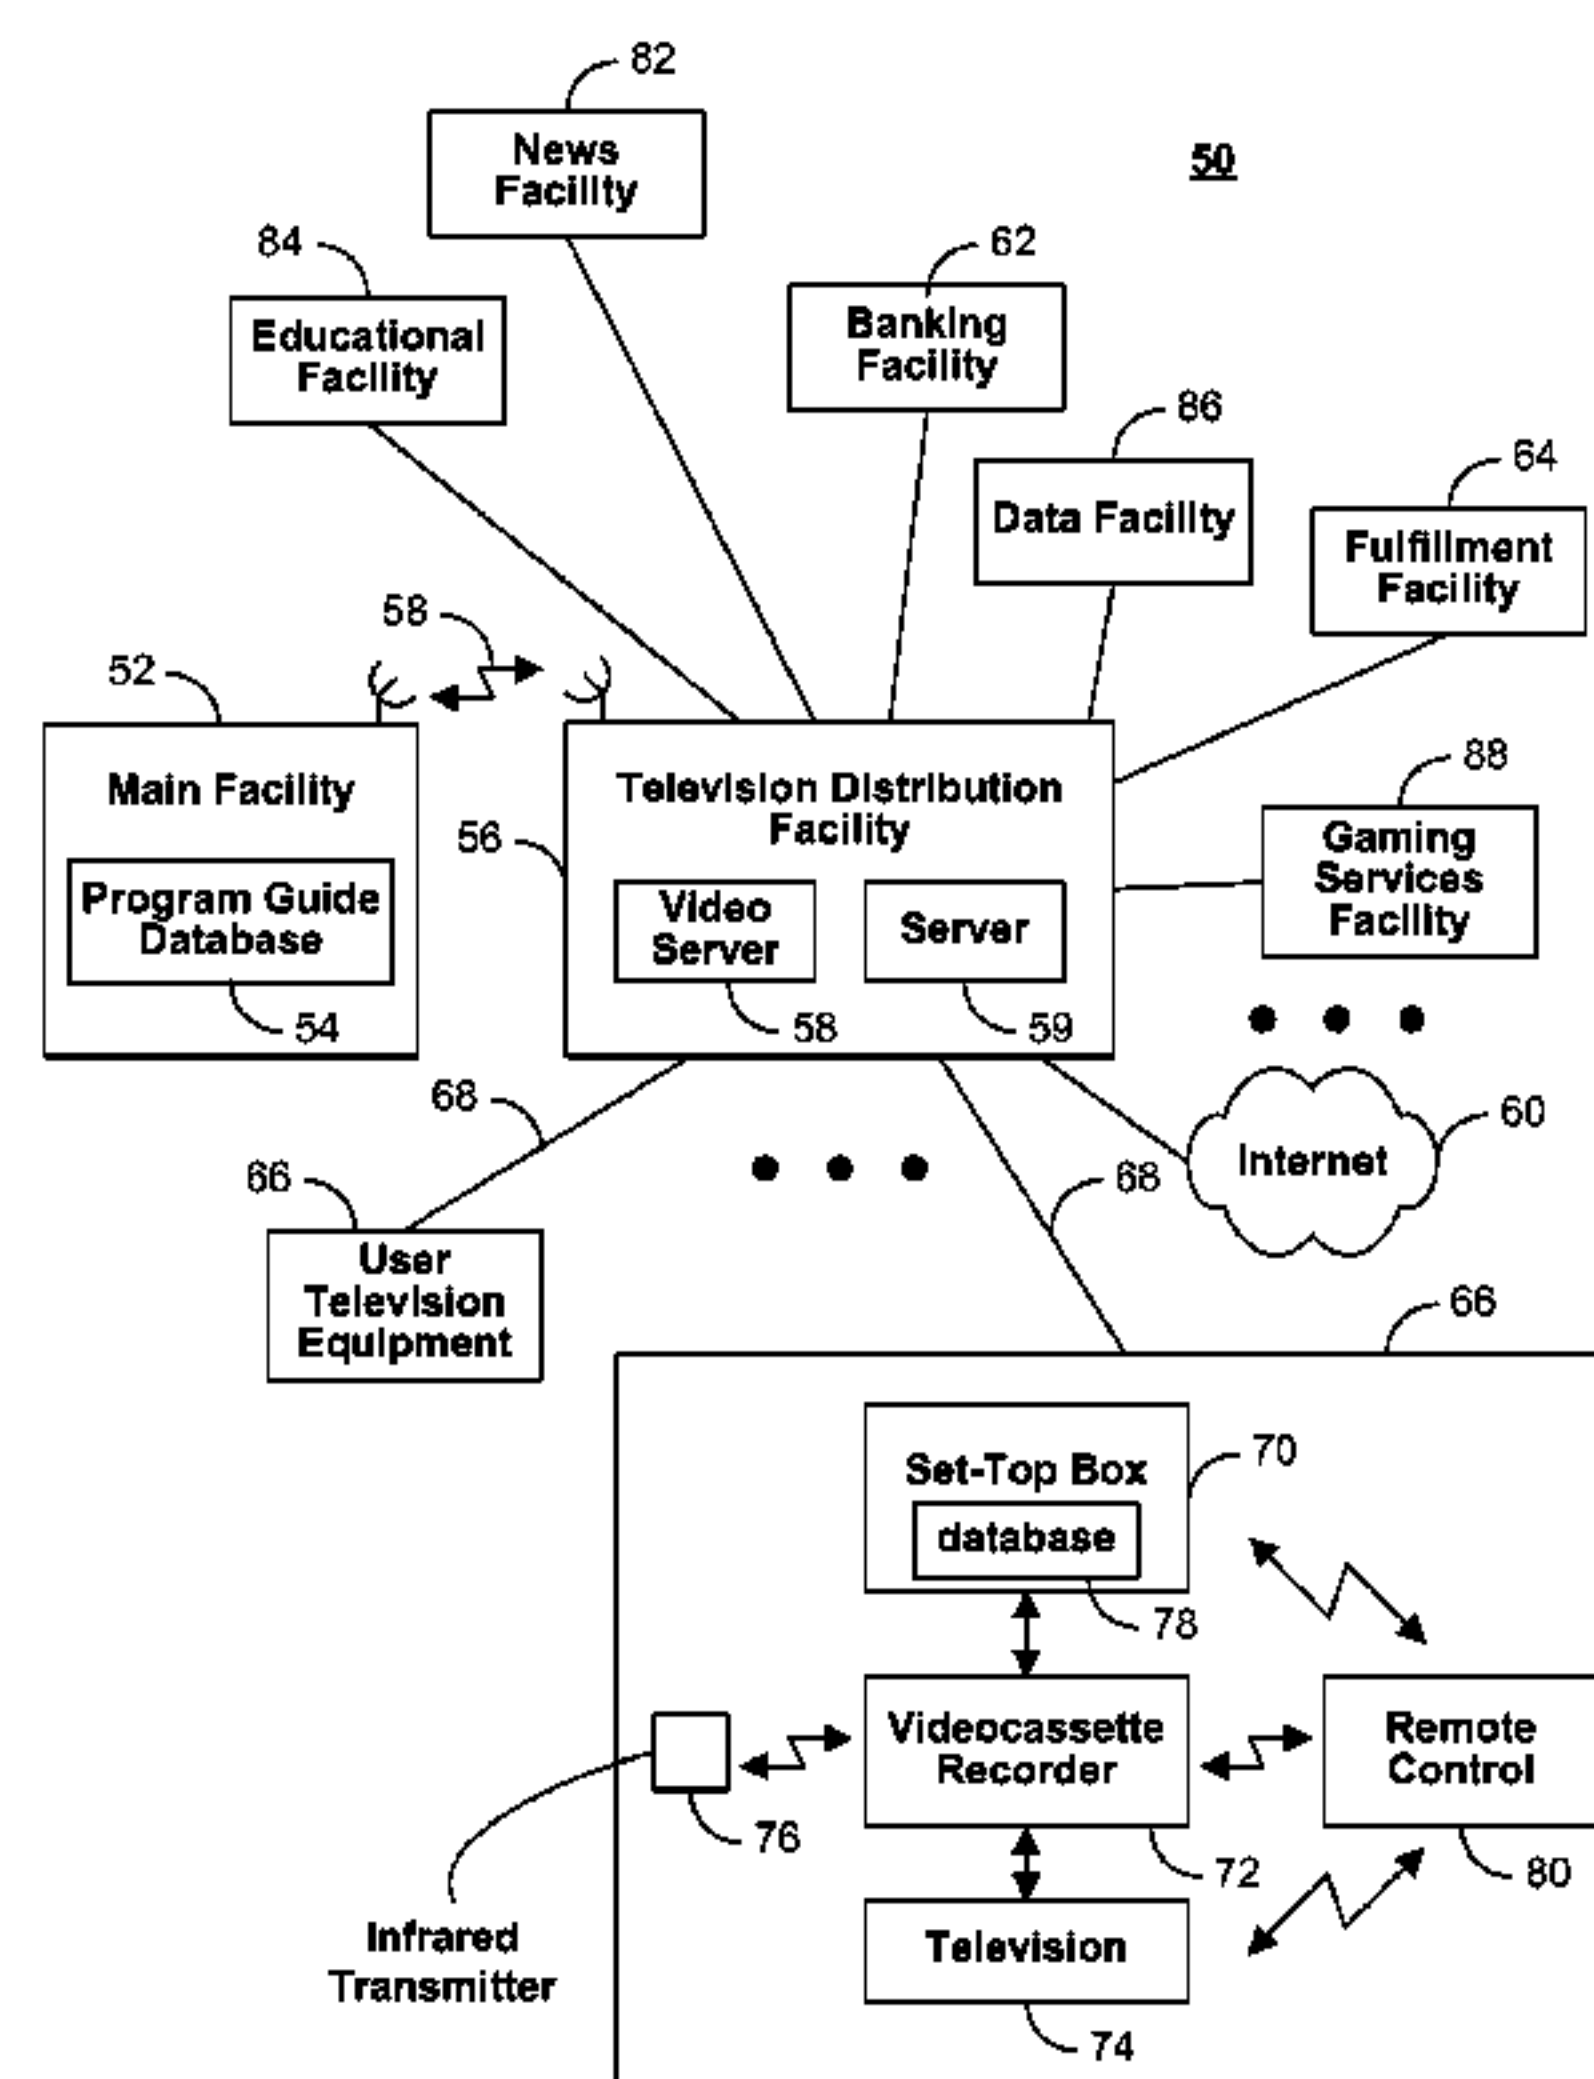 82
News
Facility
50
84
Educational
Facility
62
Banking
Facility
86
Data Facility
64
Fulfillment
Facility
58
52
Main Facility
Program Guide
Database
54
56
Television Distribution
Facility
Video
Server
58
Server
59
88
Gaming
Services
Facility
60
Internet
68
68
66
User
Television
Equipment
66
Set-Top Box
70
database
78
Videocassette
Recorder
72
Remote
Control
80
76
Infrared
Transmitter
Television
74